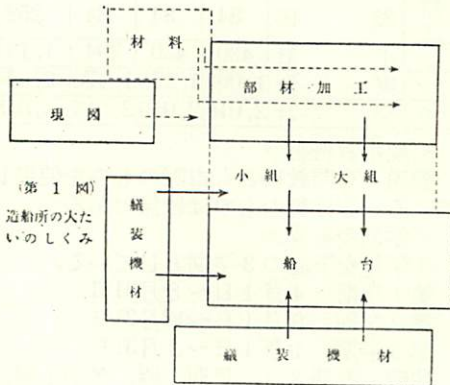 材料
部材加工
現図
(第1図)
造船所の大た
いのしくみ
小組 大組
艤装機材
船台
艤装機材